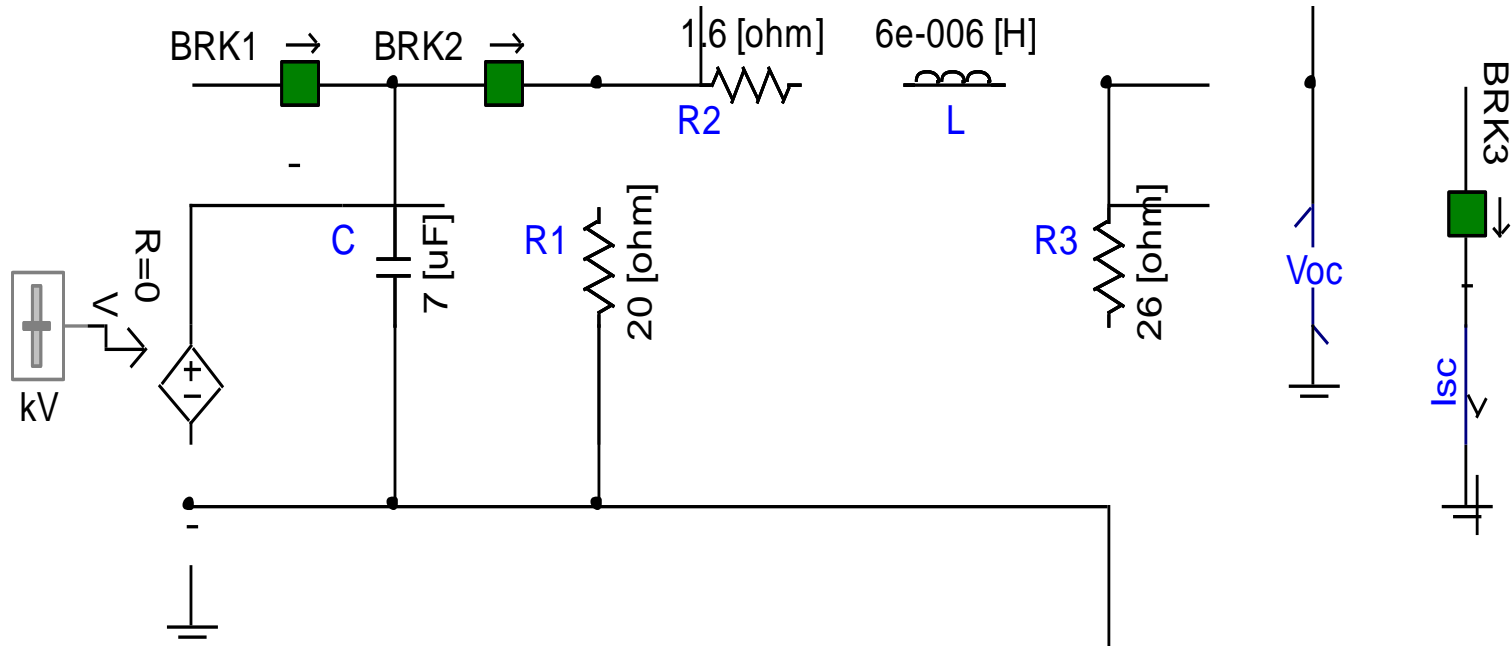 BRK1
BRK2
1.6 [ohm]
6e-006 [H]
R2
L
BRK3
R=0
V
C
7 [uF]
R1
20 [ohm]
R3
26 [ohm]
Voc
+
-
kV
Isc